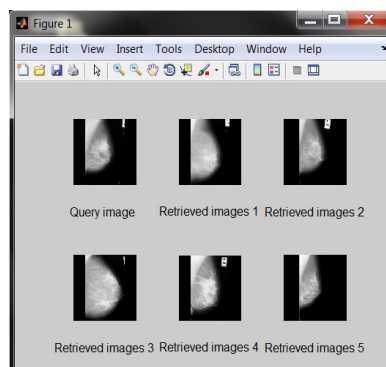 Figure 1
File Edit View Insert Tools Desktop Window Help
Query image Retrieved images 1 Retrieved images 2
Retrieved images 3 Retrieved images 4 Retrieved images 5